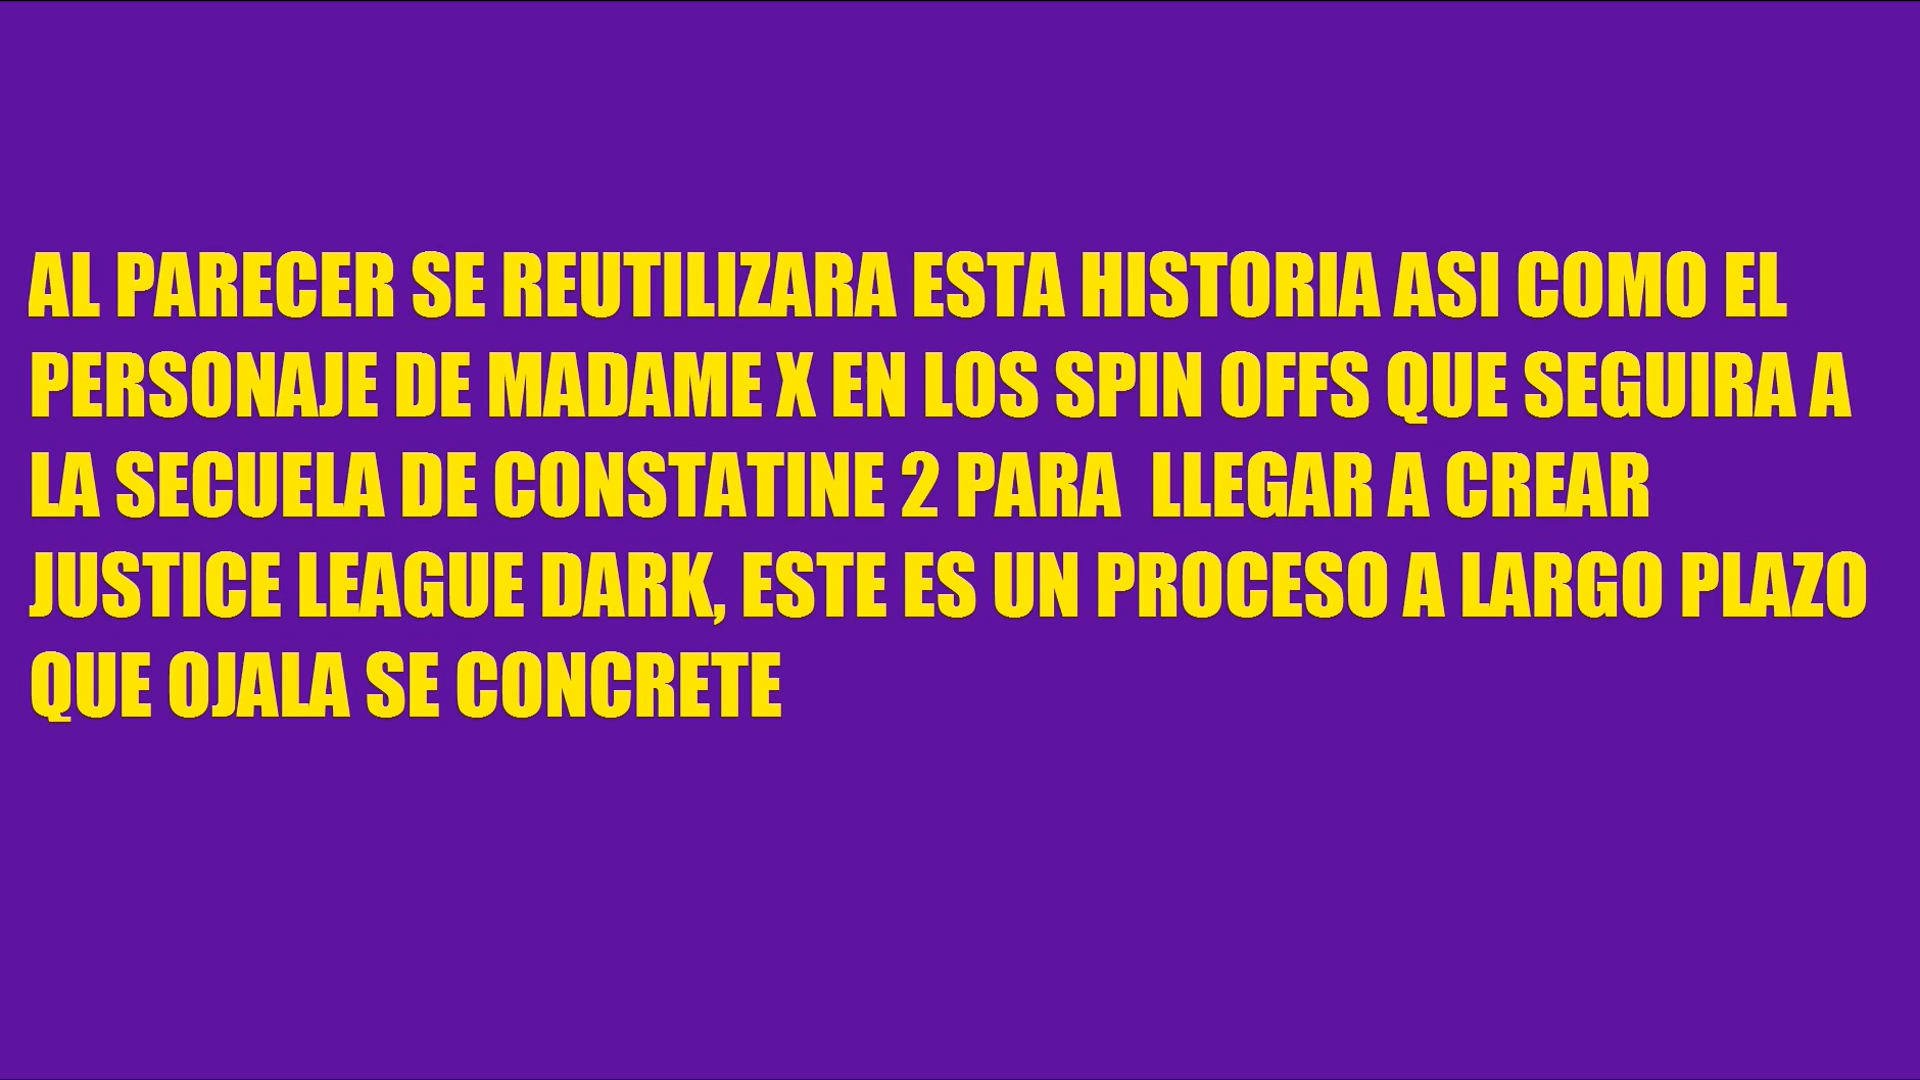 AL PARECER SE REUTILIZARA ESTA HISTORIA ASI COMO EL
PERSONAJE DE MADAME X EN LOS SPIN OFFS QUE SEGUIRA A
LA SECUELA DE CONSTATINE 2 PARA  LLEGAR A CREAR
JUSTICE LEAGUE DARK, ESTE ES UN PROCESO A LARGO PLAZO
QUE OJALA SE CONCRETE